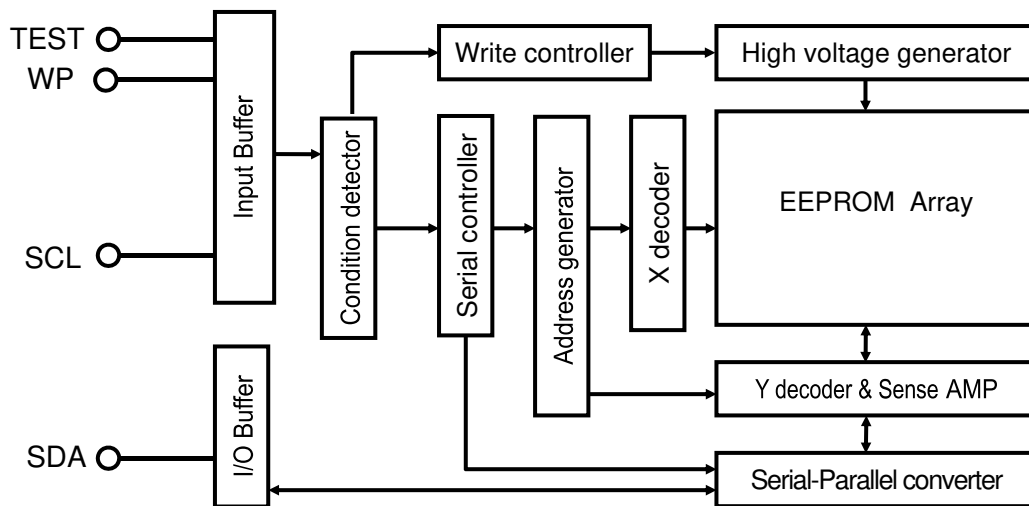 TEST
WP
SCL
SDA
Input Buffer
I/O Buffer
Condition detector
Write controller
Serial controller
Address generator
X decoder
High voltage generator
EEPROM Array
Y decoder & Sense AMP
Serial-Parallel converter